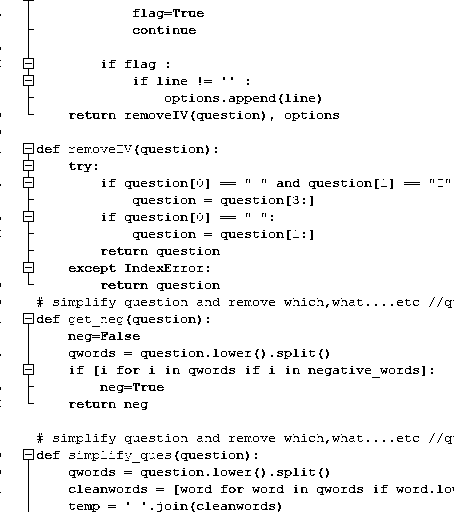 flag=True
continue
if flag :
if line != '' :
options.append(line)
return removeIV(question), options
def removeIV(question):
try:
if question[0] == " " and question[1] == "I"
question = question[3:]
if question[0] == " ":
question = question[1:]
return question
except IndexError:
return question
# simplify question and remove which,what....etc //q
def get_neg(question):
neg=False
qwords = question.lower().split()
if [i for i in qwords if i in negative_words]:
neg=True
return neg
# simplify question and remove which,what....etc //q
def simplify_ques(question):
qwords = question.lower().split()
cleanwords = [word for word in qwords if word.lo
temp = ' '.join(cleanwords)